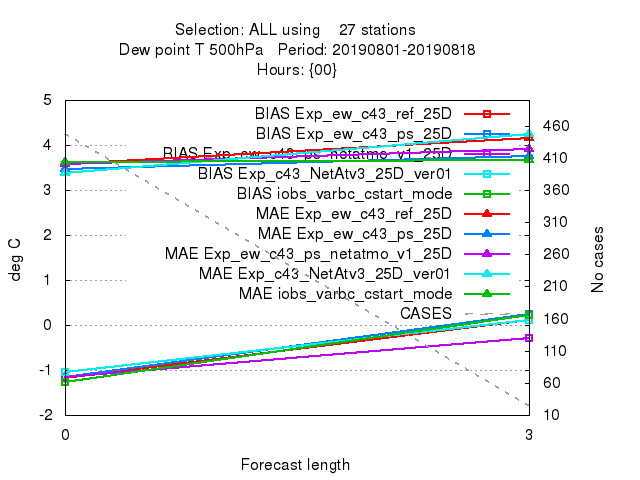 Selection: ALL using 27 stations
Dew point T 500hPa Period: 20190801-20190818
Hours: {00}
5
4
3
2
1
0
-1
-2
deg C
BIAS Exp_ew_c43_ref_25D
BIAS Exp_ew_c43_ps_25D
BIAS Exp_ew_c43_ps_netatmo_v1_25D
BIAS Exp_c43_NetAtv3_25D_ver01
BIAS iobs_varbc_cstart_mode
MAE Exp_ew_c43_ref_25D
MAE Exp_ew_c43_ps_25D
MAE Exp_ew_c43_ps_netatmo_v1_25D
MAE Exp_c43_NetAtv3_25D_ver01
MAE iobs_varbc_cstart_mode
CASES
460
410
360
310
260
210
160
110
60
10
No cases
0 3
Forecast length